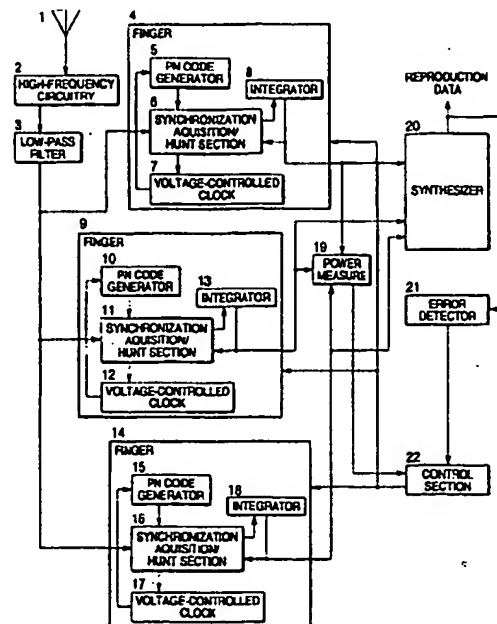 1
2
HIGH-FREQUENCY
CIRCUITRY
3
LOW-PASS
FILTER
4
FINGER
5
PN CODE
GENERATOR
6
SYNCHRONIZATION
AQUISITION/
HUNT SECTION
7
VOLTAGE-CONTROLLED
CLOCK
8
INTEGRATOR
9
FINGER
10
PN CODE
GENERATOR
11
SYNCHRONIZATION
AQUISITION/
HUNT SECTION
12
VOLTAGE-CONTROLLED
CLOCK
13
INTEGRATOR
14
FINGER
15
PN CODE
GENERATOR
16
SYNCHRONIZATION
AQUISITION/
HUNT SECTION
17
VOLTAGE-CONTROLLED
CLOCK
18
INTEGRATOR
19
POWER
MEASURE
REPRODUCTION
DATA
20
SYNTHESIZER
21
ERROR
DETECTOR
22
CONTROL
SECTION